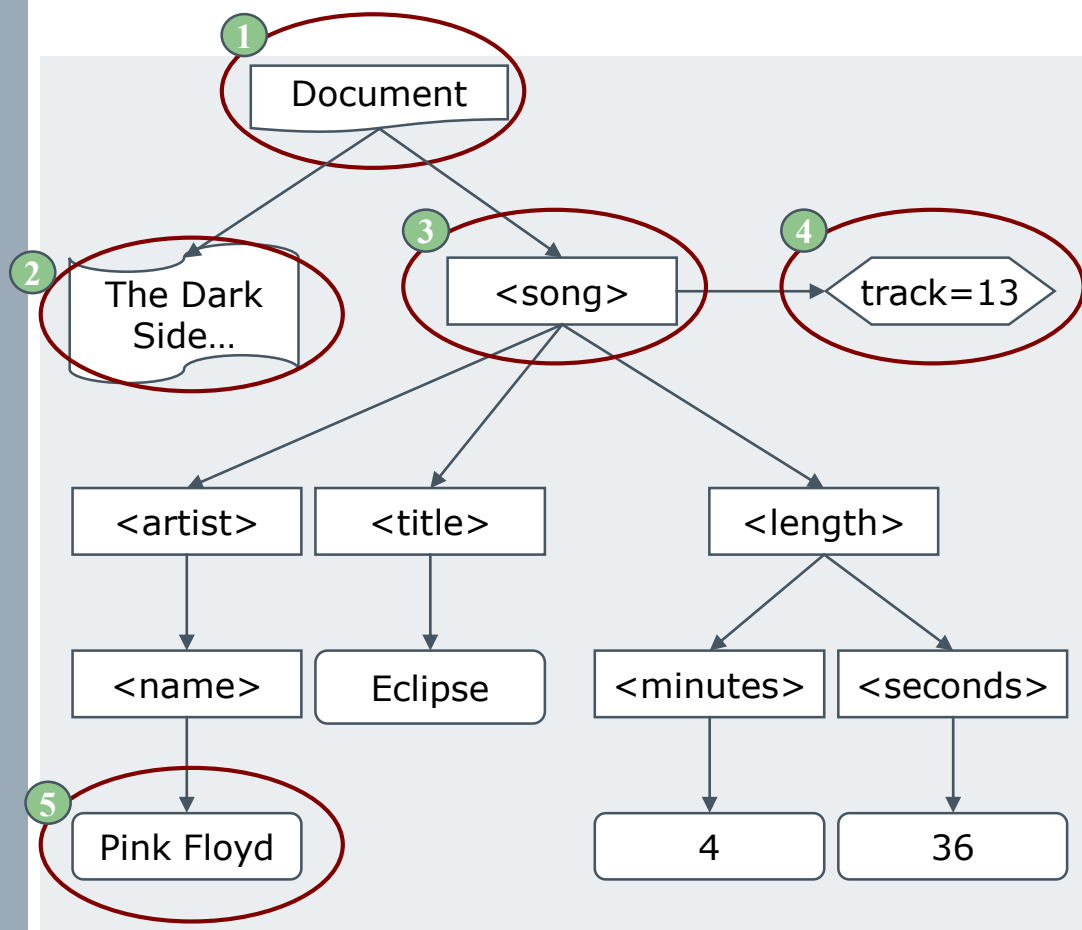 1
Document
2
The Dark
Side…
3
<song>
4
track=13
<artist>
<title>
<length>
<name>
Eclipse
<minutes>
<seconds>
5
Pink Floyd
4
36